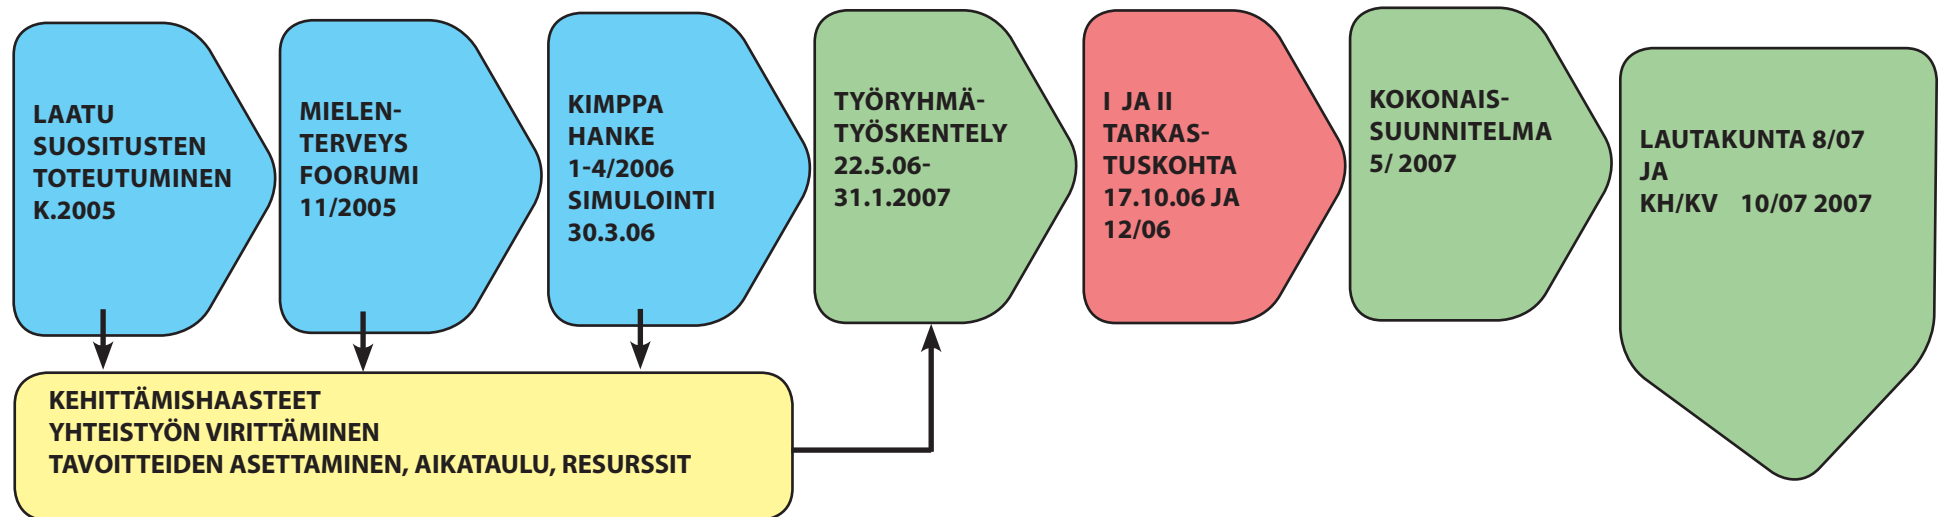 LAATU
SUOSITUSTEN
TOTEUTUMINEN
K.2005
MIELEN-
TERVEYS
FOORUMI
11/2005
KIMPPA
HANKE
1-4/2006
SIMULOINTI
30.3.06
TYÖRYHMÄ-
TYÖSKENTELY
22.5.06-
31.1.2007
I JA II
TARKAS-
TUSKOHTA
17.10.06 JA
12/06
KOKONAIS-
SUUNNITELMA
5/ 2007
LAUTAKUNTA 8/07
JA
KH/KV 10/07 2007
KEHITTÄMISHAASTEET
YHTEISTYÖN VIRITTÄMINEN
TAVOITTEIDEN ASETTAMINEN, AIKATAULU, RESURSSIT